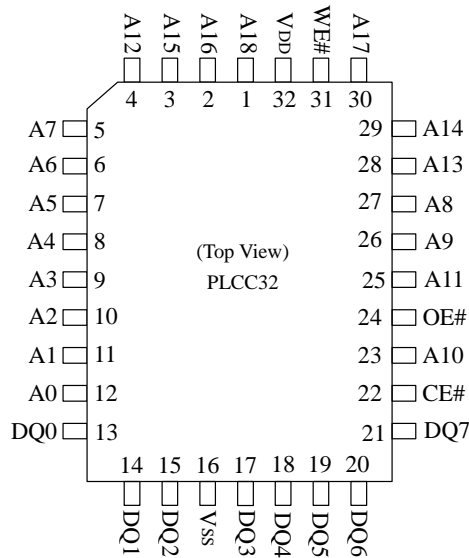 A12 A15 A16 A18 VDD WE# A17
4 3 2 1 32 31 30
A7 5 29 A14
A6 6 28 A13
A5 7 27 A8
A4 8 26 A9
(Top View)
A3 9 PLCC32 25 A11
A2 10 24 OE#
A1 11 23 A10
A0 12 22 CE#
DQ0 13 21 DQ7
14 15 16 17 18 19 20
DQ1 DQ2 VSS DQ3 DQ4 DQ5 DQ6